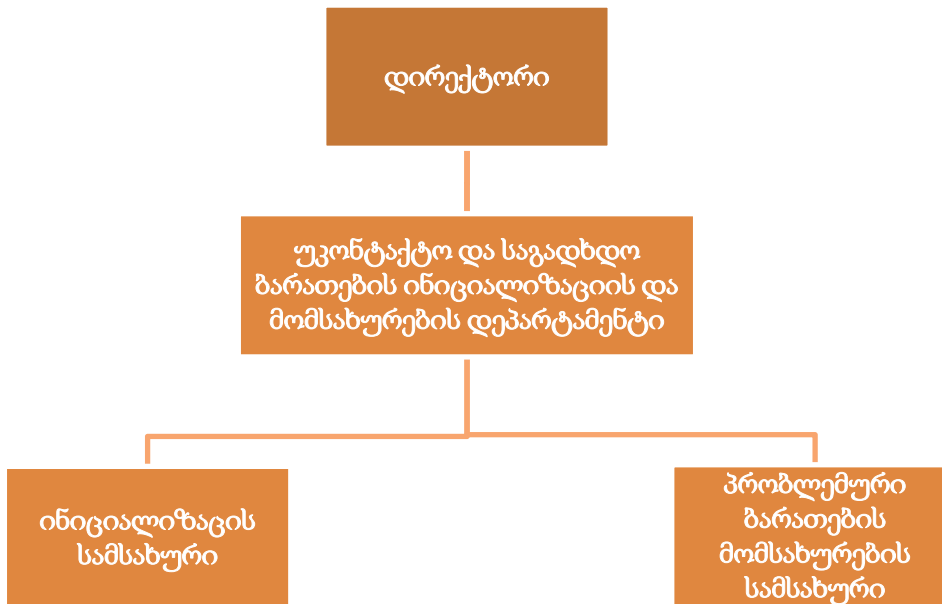 დირექტორი
უკონტაქტო და საგადხდო
ბარათების ინიციალიზაციის და
მომსახურების დეპარტამენტი
ინიციალიზაცის
სამსახური
პრობლემური
ბარათების
მომსახურების
სამსახური